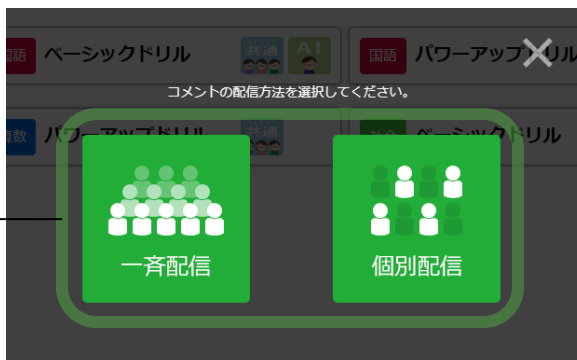 国語 ベーシックドリル 共通 AI 国語 パワーアップドリル
コメントの配信方法を選択してください。
算数 パワーアップドリル 共通 社会 ベーシックドリル
一斉配信 個別配信